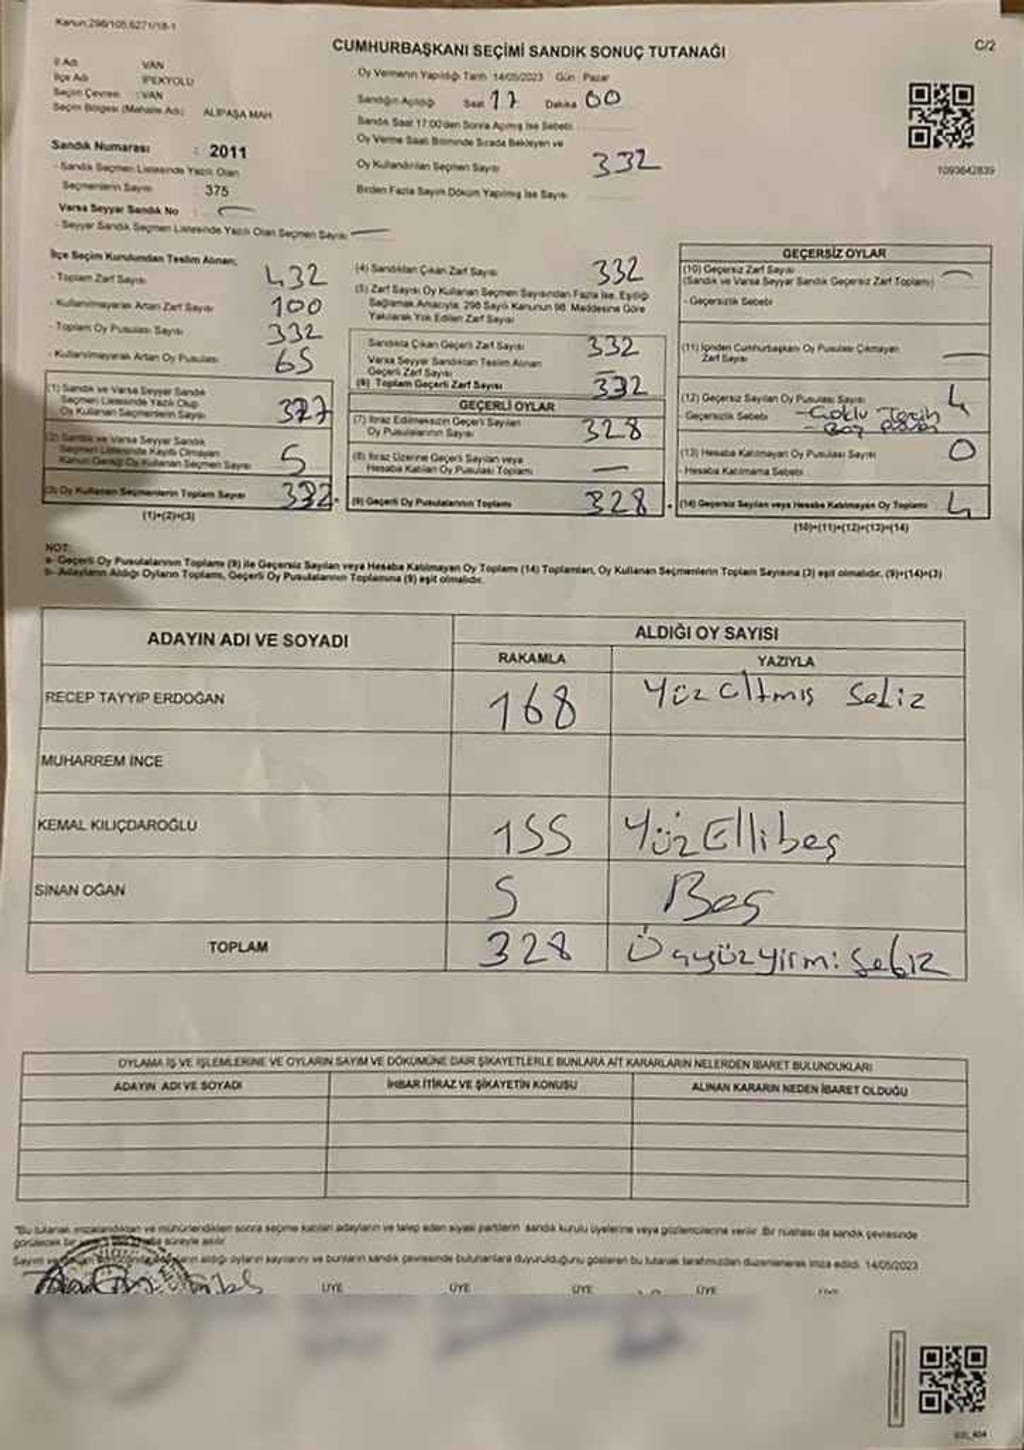 Kanun:298/105,6271/18-1
CUMHURBAŞKANI SEÇİMİ SANDIK SONUÇ TUTANAĞI
C/2
İl Adı VAN
İlçe Adı İPEKYOLU
Seçim Çevresi : VAN
Seçim Bölgesi (Mahalle Adı) ALİPAŞA MAH
Sandık Numarası : 2011
- Sandık Seçmen Listesinde Yazılı Olan
Seçmenlerin Sayısı 375
Varsa Seyyar Sandık No :
- Seyyar Sandık Seçmen Listesinde Yazılı Olan Seçmen Sayısı
Oy Vermenin Yapıldığı Tarih 14/05/2023 Gün Pazar
Sandığın Açıldığı Saat 17 Dakika 00
Sandık Saat 17:00'den Sonra Açılmış İse Sebebi
Oy Verme Saati Bitiminde Sırada Bekleyen ve
Oy Kullandırılan Seçmen Sayısı 332
Birden Fazla Sayım Döküm Yapılmış İse Sayısı
1093642839
İlçe Seçim Kurulundan Teslim Alınan;
- Toplam Zarf Sayısı 432
- Kullanılmayarak Artan Zarf Sayısı 100
- Toplam Oy Pusulası Sayısı 332
- Kullanılmayarak Artan Oy Pusulası 65
(1) Sandık ve Varsa Seyyar Sandık
Seçmen Listesinde Yazılı Olup
Oy Kullanan Seçmenlerin Sayısı 327
(2) Sandık ve Varsa Seyyar Sandık
Seçmen Listesinde Kayıtlı Olmayan
Kanun Gereği Oy Kullanan Seçmen Sayısı 5
(3) Oy Kullanan Seçmenlerin Toplam Sayısı 332
(1)+(2)=(3)
(4) Sandıktan Çıkan Zarf Sayısı 332
(5) Zarf Sayısı Oy Kullanan Seçmen Sayısından Fazla İse, Eşitliği
Sağlamak Amacıyla, 298 Sayılı Kanunun 98. Maddesine Göre
Yakılarak Yok Edilen Zarf Sayısı
Sandıkta Çıkan Geçerli Zarf Sayısı 332
Varsa Seyyar Sandıktan Teslim Alınan
Geçerli Zarf Sayısı
(6) Toplam Geçerli Zarf Sayısı 332
GEÇERLİ OYLAR
(7) İtiraz Edilmeksizin Geçerli Sayılan
Oy Pusulalarının Sayısı 328
(8) İtiraz Üzerine Geçerli Sayılan veya
Hesaba Katılan Oy Pusulası Toplamı
(9) Geçerli Oy Pusulalarının Toplamı 328
GEÇERSİZ OYLAR
(10) Geçersiz Zarf Sayısı
(Sandık ve Varsa Seyyar Sandık Geçersiz Zarf Toplamı)
- Geçersizlik Sebebi
(11) İçinden Cumhurbaşkanı Oy Pusulası Çıkmayan
Zarf Sayısı
(12) Geçersiz Sayılan Oy Pusulası Sayısı 4
- Geçersizlik Sebebi - Çoklu Tercih
(13) Hesaba Katılmayan Oy Pusulası Sayısı 0
- Hesaba Katılmama Sebebi
(14) Geçersiz Sayılan veya Hesaba Katılmayan Oy Toplamı 4
(10)+(11)+(12)+(13)=(14)
NOT:
a- Geçerli Oy Pusulalarının Toplamı (9) ile Geçersiz Sayılan veya Hesaba Katılmayan Oy Toplamı (14) Toplamları, Oy Kullanan Seçmenlerin Toplam Sayısına (3) eşit olmalıdır. (9)+(14)=(3)
b- Adayların Aldığı Oyların Toplamı, Geçerli Oy Pusulalarının Toplamına (9) eşit olmalıdır.
ADAYIN ADI VE SOYADI
ALDIĞI OY SAYISI
RAKAMLA YAZIYLA
RECEP TAYYİP ERDOĞAN 168 Yüz altmış Sekiz
MUHARREM İNCE
KEMAL KILIÇDAROĞLU 155 Yüz Elli beş
SİNAN OĞAN 5 Beş
TOPLAM 328 Üçyüzyirmi Sekiz
OYLAMA İŞ VE İŞLEMLERİNE VE OYLARIN SAYIM VE DÖKÜMÜNE DAİR ŞİKAYETLERLE BUNLARA AİT KARARLARIN NELERDEN İBARET BULUNDUKLARI
ADAYIN ADI VE SOYADI İHBAR İTİRAZ VE ŞİKAYETİN KONUSU ALINAN KARARIN NEDEN İBARET OLDUĞU
"Bu tutanak imzalandıktan ve mühürlendikten sonra seçime katılan adayların ve talep eden siyasi partilerin sandık kurulu üyelerine veya gözlemcilerine verilir. Bir nüshası da sandık çevresinde
görülecek bir süreyle asılır.
Sayım aldığı oyların sayılarını ve bunların sandık çevresinde bulunanlara duyurulduğunu gösteren bu tutanak tarafımızdan düzenlenerek imza edildi. 14/05/2023
ÜYE ÜYE ÜYE ÜYE